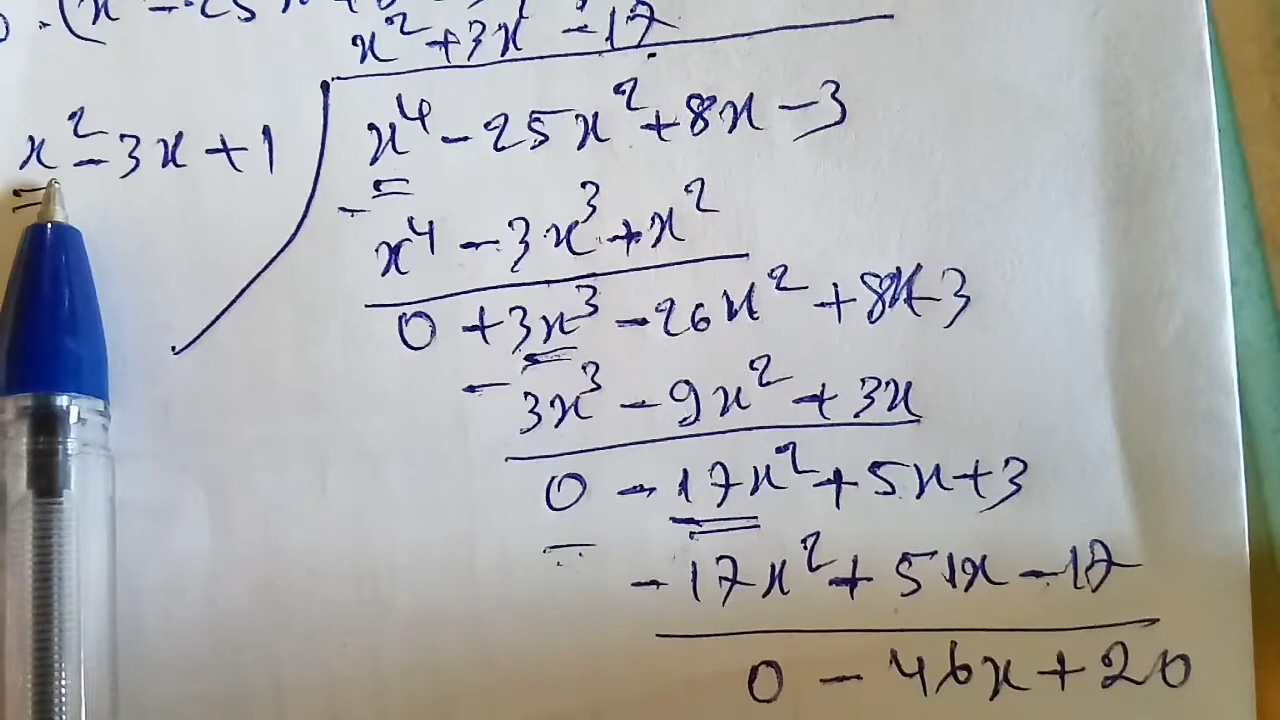 x² + 3x - 17
x² - 3x + 1
x⁴ - 25x² + 8x - 3
- x⁴ - 3x³ + x²
0 + 3x³ - 26x² + 8x - 3
- 3x³ - 9x² + 3x
0 - 17x² + 5x + 3
- - 17x² + 51x - 17
0 - 46x + 20